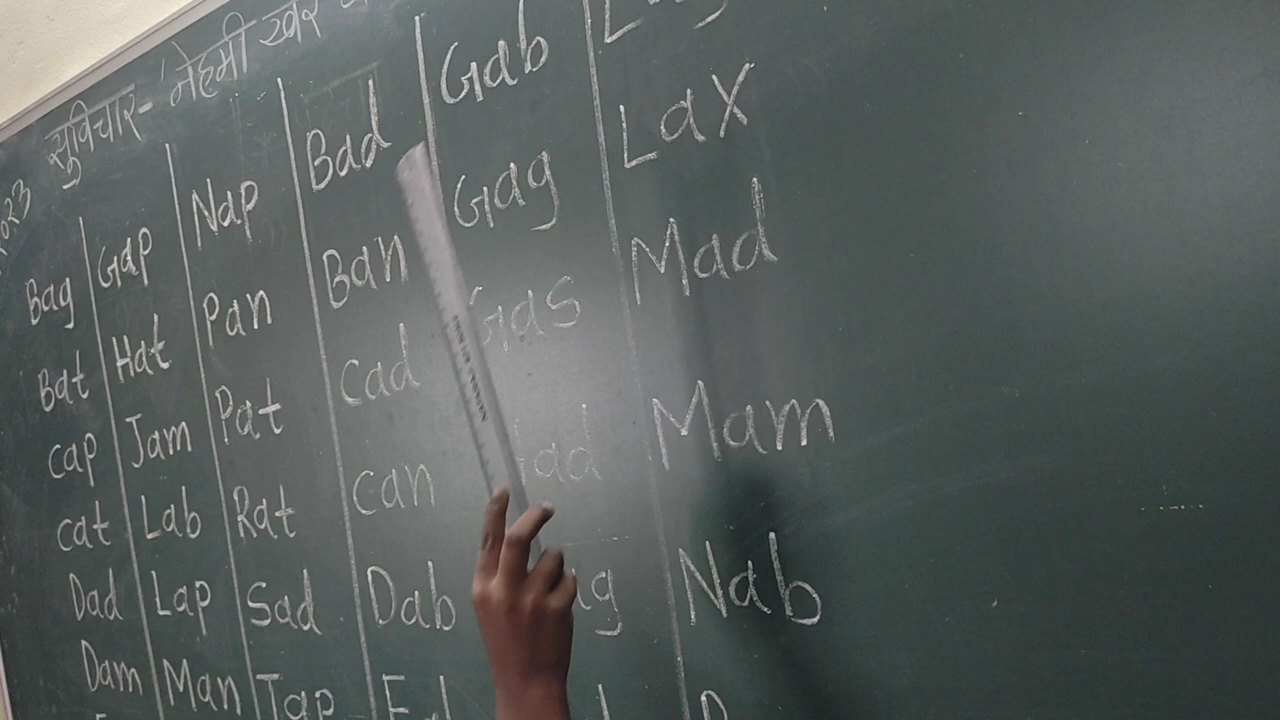 सुविचार- नेहमी खर
2023
Bag Gap Nap Bad Gab
Bat Hat Pan Ban Gag Lax
cap Jam Pat Cad Gas Mad
cat Lab Rat can Mam
Dad Lap Sad Dab Nab
Dam Man Tap